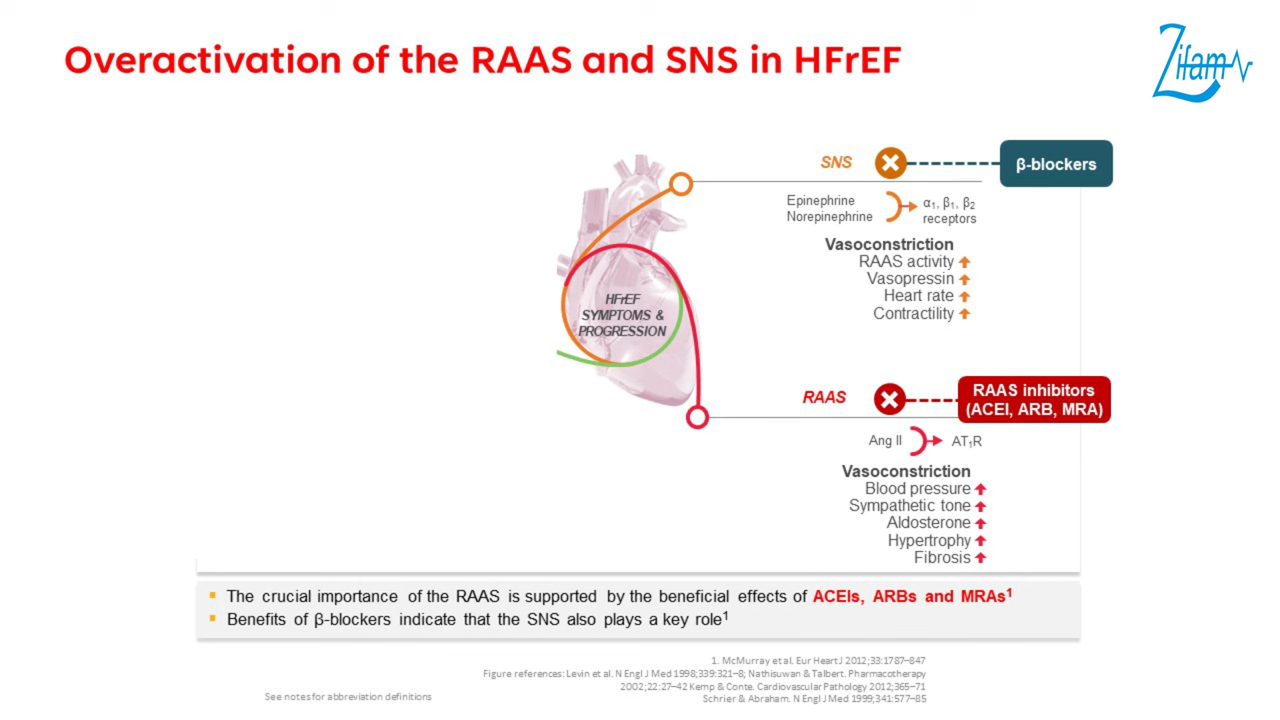 Overactivation of the RAAS and SNS in HFrEF
Zifam
SNS
β-blockers
Epinephrine
Norepinephrine
α₁, β₁, β₂
receptors
Vasoconstriction
RAAS activity
Vasopressin
Heart rate
Contractility
HFrEF
SYMPTOMS &
PROGRESSION
RAAS
RAAS inhibitors
(ACEI, ARB, MRA)
Ang II
AT₁R
Vasoconstriction
Blood pressure
Sympathetic tone
Aldosterone
Hypertrophy
Fibrosis
The crucial importance of the RAAS is supported by the beneficial effects of ACEIs, ARBs and MRAs¹
Benefits of β-blockers indicate that the SNS also plays a key role¹
1. McMurray et al. Eur Heart J 2012;33:1787–847
Figure references: Levin et al. N Engl J Med 1998;339:321–8; Nathisuwan & Talbert. Pharmacotherapy
2002;22:27–42 Kemp & Conte. Cardiovascular Pathology 2012;365–71
Schrier & Abraham. N Engl J Med 1999;341:577–85
See notes for abbreviation definitions